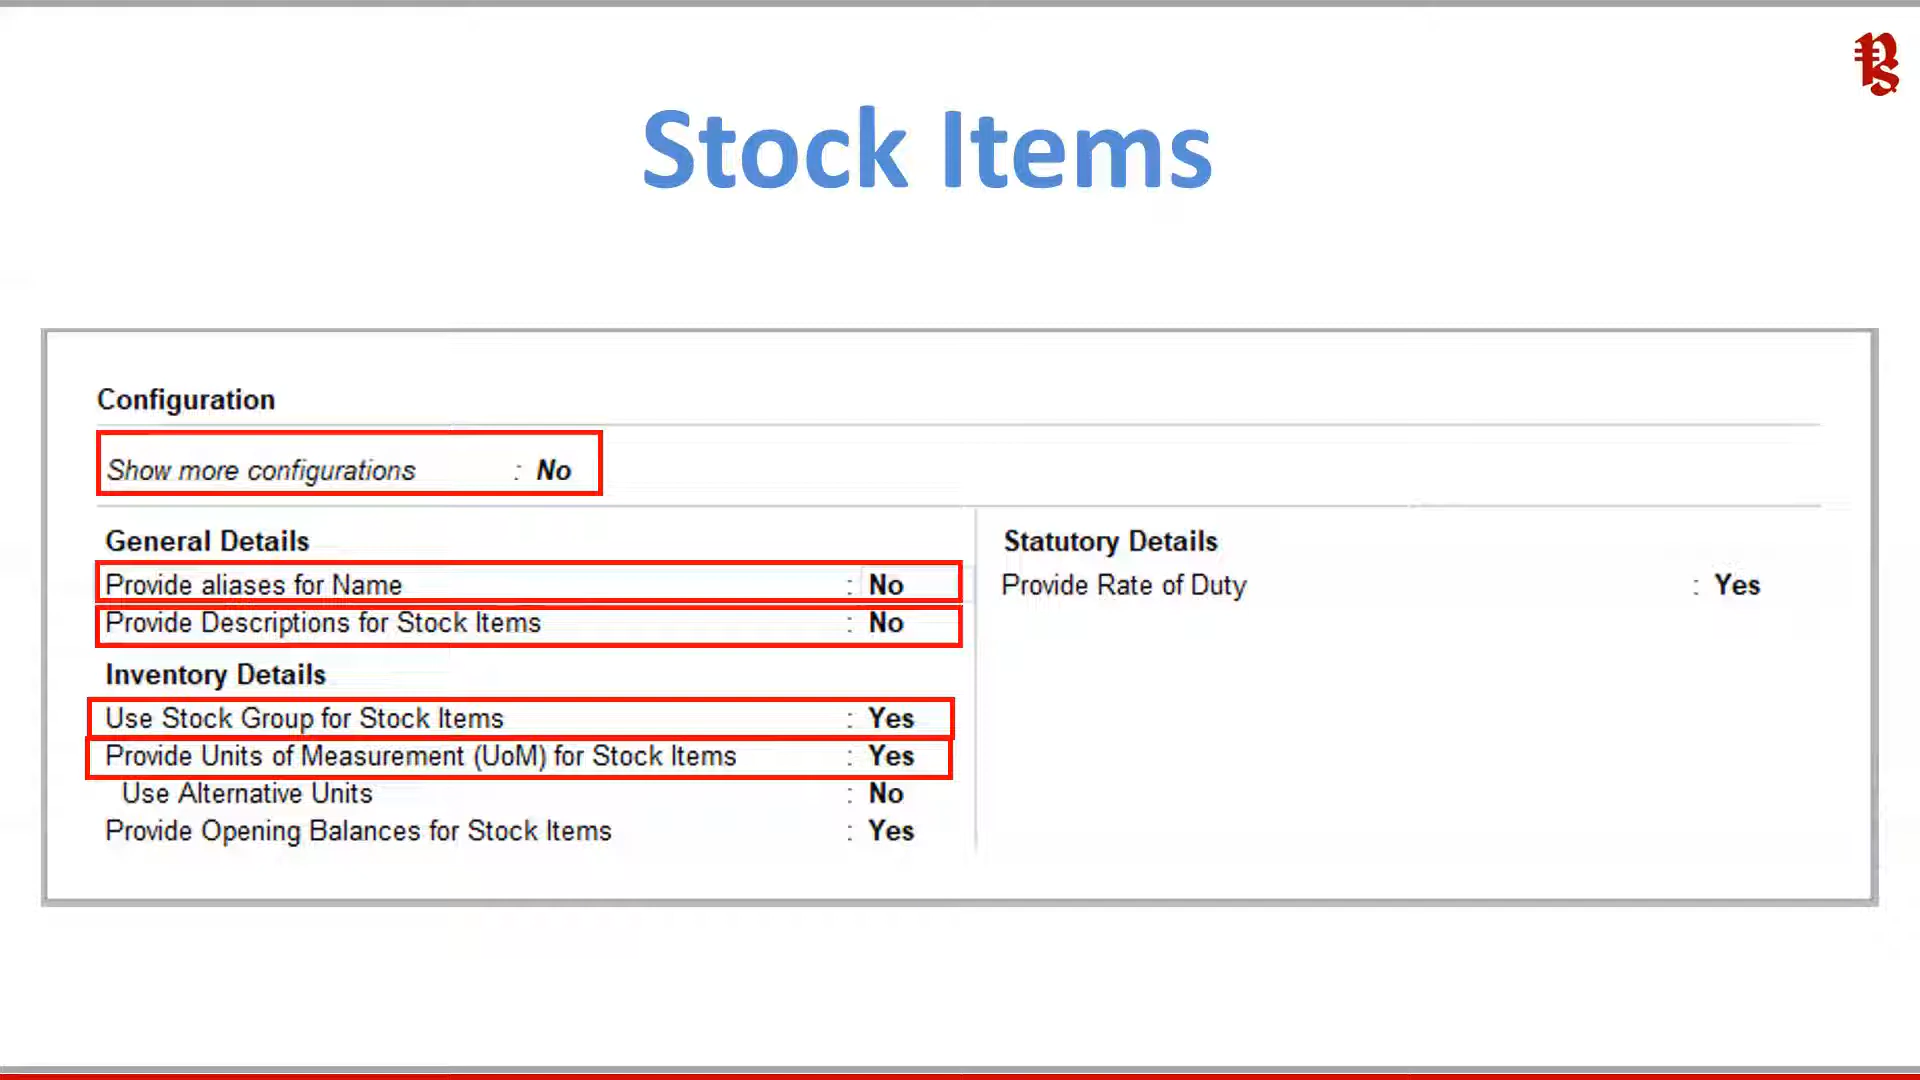 Stock Items
Configuration
Show more configurations : No
General Details
Provide aliases for Name : No
Provide Descriptions for Stock Items : No
Inventory Details
Use Stock Group for Stock Items : Yes
Provide Units of Measurement (UoM) for Stock Items : Yes
Use Alternative Units : No
Provide Opening Balances for Stock Items : Yes
Statutory Details
Provide Rate of Duty : Yes